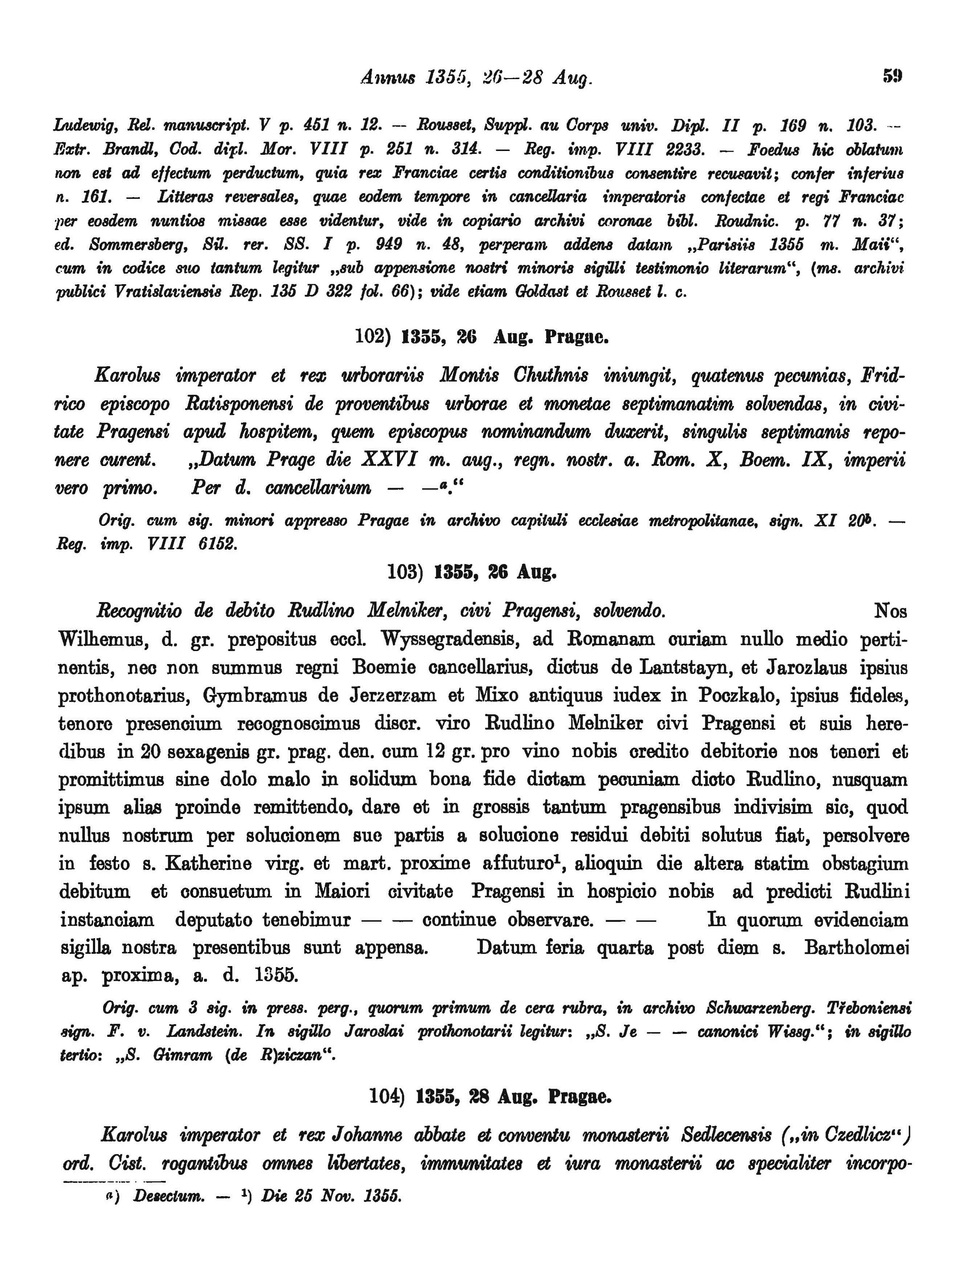 Annus 1355, 26—28 Aug. 59
Ludewig, Rel. manuscript. V p. 451 n. 12. — Rousset, Suppl. au Corps univ. Dipl. II p. 169 n. 103. —
Extr. Brandl, Cod. dipl. Mor. VIII p. 251 n. 314. — Reg. imp. VIII 2233. — Foedus hic oblatum
non est ad effectum perductum, quia rex Franciae certis conditionibus consentire recusavit; confer inferius
n. 161. — Litteras reversales, quae eodem tempore in cancellaria imperatoris confectae et regi Franciae
per eosdem nuntios missae esse videntur, vide in copiario archivi coronae bibl. Roudnic. p. 77 n. 37;
ed. Sommersberg, Sil. rer. SS. I p. 949 n. 48, perperam addens datam „Parisiis 1355 m. Maii“,
cum in codice suo tantum legitur „sub appensione nostri minoris sigilli testimonio literarum“, (ms. archivi
publici Vratislaviensis Rep. 135 D 322 fol. 66); vide etiam Goldast et Rousset l. c.
102) 1355, 26 Aug. Pragae.
Karolus imperator et rex urborariis Montis Chuthnis iniungit, quatenus pecunias, Frid-
rico episcopo Ratisponensi de proventibus urborae et monetae septimanatim solvendas, in civi-
tate Pragensi apud hospitem, quem episcopus nominandum duxerit, singulis septimanis repo-
nere curent. „Datum Prage die XXVI m. aug., regn. nostr. a. Rom. X, Boem. IX, imperii
vero primo. Per d. cancellarium — —a.“
Orig. cum sig. minori appresso Pragae in archivo capituli ecclesiae metropolitanae, sign. XI 20b. —
Reg. imp. VIII 6152.
103) 1355, 26 Aug.
Recognitio de debito Rudlino Melniker, civi Pragensi, solvendo. Nos
Wilhemus, d. gr. prepositus eccl. Wyssegradensis, ad Romanam curiam nullo medio perti-
nentis, nec non summus regni Boemie cancellarius, dictus de Lantstayn, et Jarozlaus ipsius
prothonotarius, Gymbramus de Jerzerzam et Mixo antiquus iudex in Poczkalo, ipsius fideles,
tenore presencium recognoscimus discr. viro Rudlino Melniker civi Pragensi et suis here-
dibus in 20 sexagenis gr. prag. den. cum 12 gr. pro vino nobis credito debitorie nos teneri et
promittimus sine dolo malo in solidum bona fide dictam pecuniam dicto Rudlino, nusquam
ipsum alias proinde remittendo, dare et in grossis tantum pragensibus indivisim sic, quod
nullus nostrum per solucionem sue partis a solucione residui debiti solutus fiat, persolvere
in festo s. Katherine virg. et mart. proxime affuturo¹, alioquin die altera statim obstagium
debitum et consuetum in Maiori civitate Pragensi in hospicio nobis ad predicti Rudlini
instanciam deputato tenebimur — — continue observare. — — In quorum evidenciam
sigilla nostra presentibus sunt appensa. Datum feria quarta post diem s. Bartholomei
ap. proxima, a. d. 1355.
Orig. cum 3 sig. in press. perg., quorum primum de cera rubra, in archivo Schwarzenberg. Třeboniensi
sign. F. v. Landstein. In sigillo Jaroslai prothonotarii legitur: „S. Je — — canonici Wissg.“; in sigillo
tertio: „S. Gimram (de R)ziczan“.
104) 1355, 28 Aug. Pragae.
Karolus imperator et rex Johanne abbate et conventu monasterii Sedlecensis („in Czedlicz“)
ord. Cist. rogantibus omnes libertates, immunitates et iura monasterii ac specialiter incorpo-
a) Desectum. — ¹) Die 25 Nov. 1355.